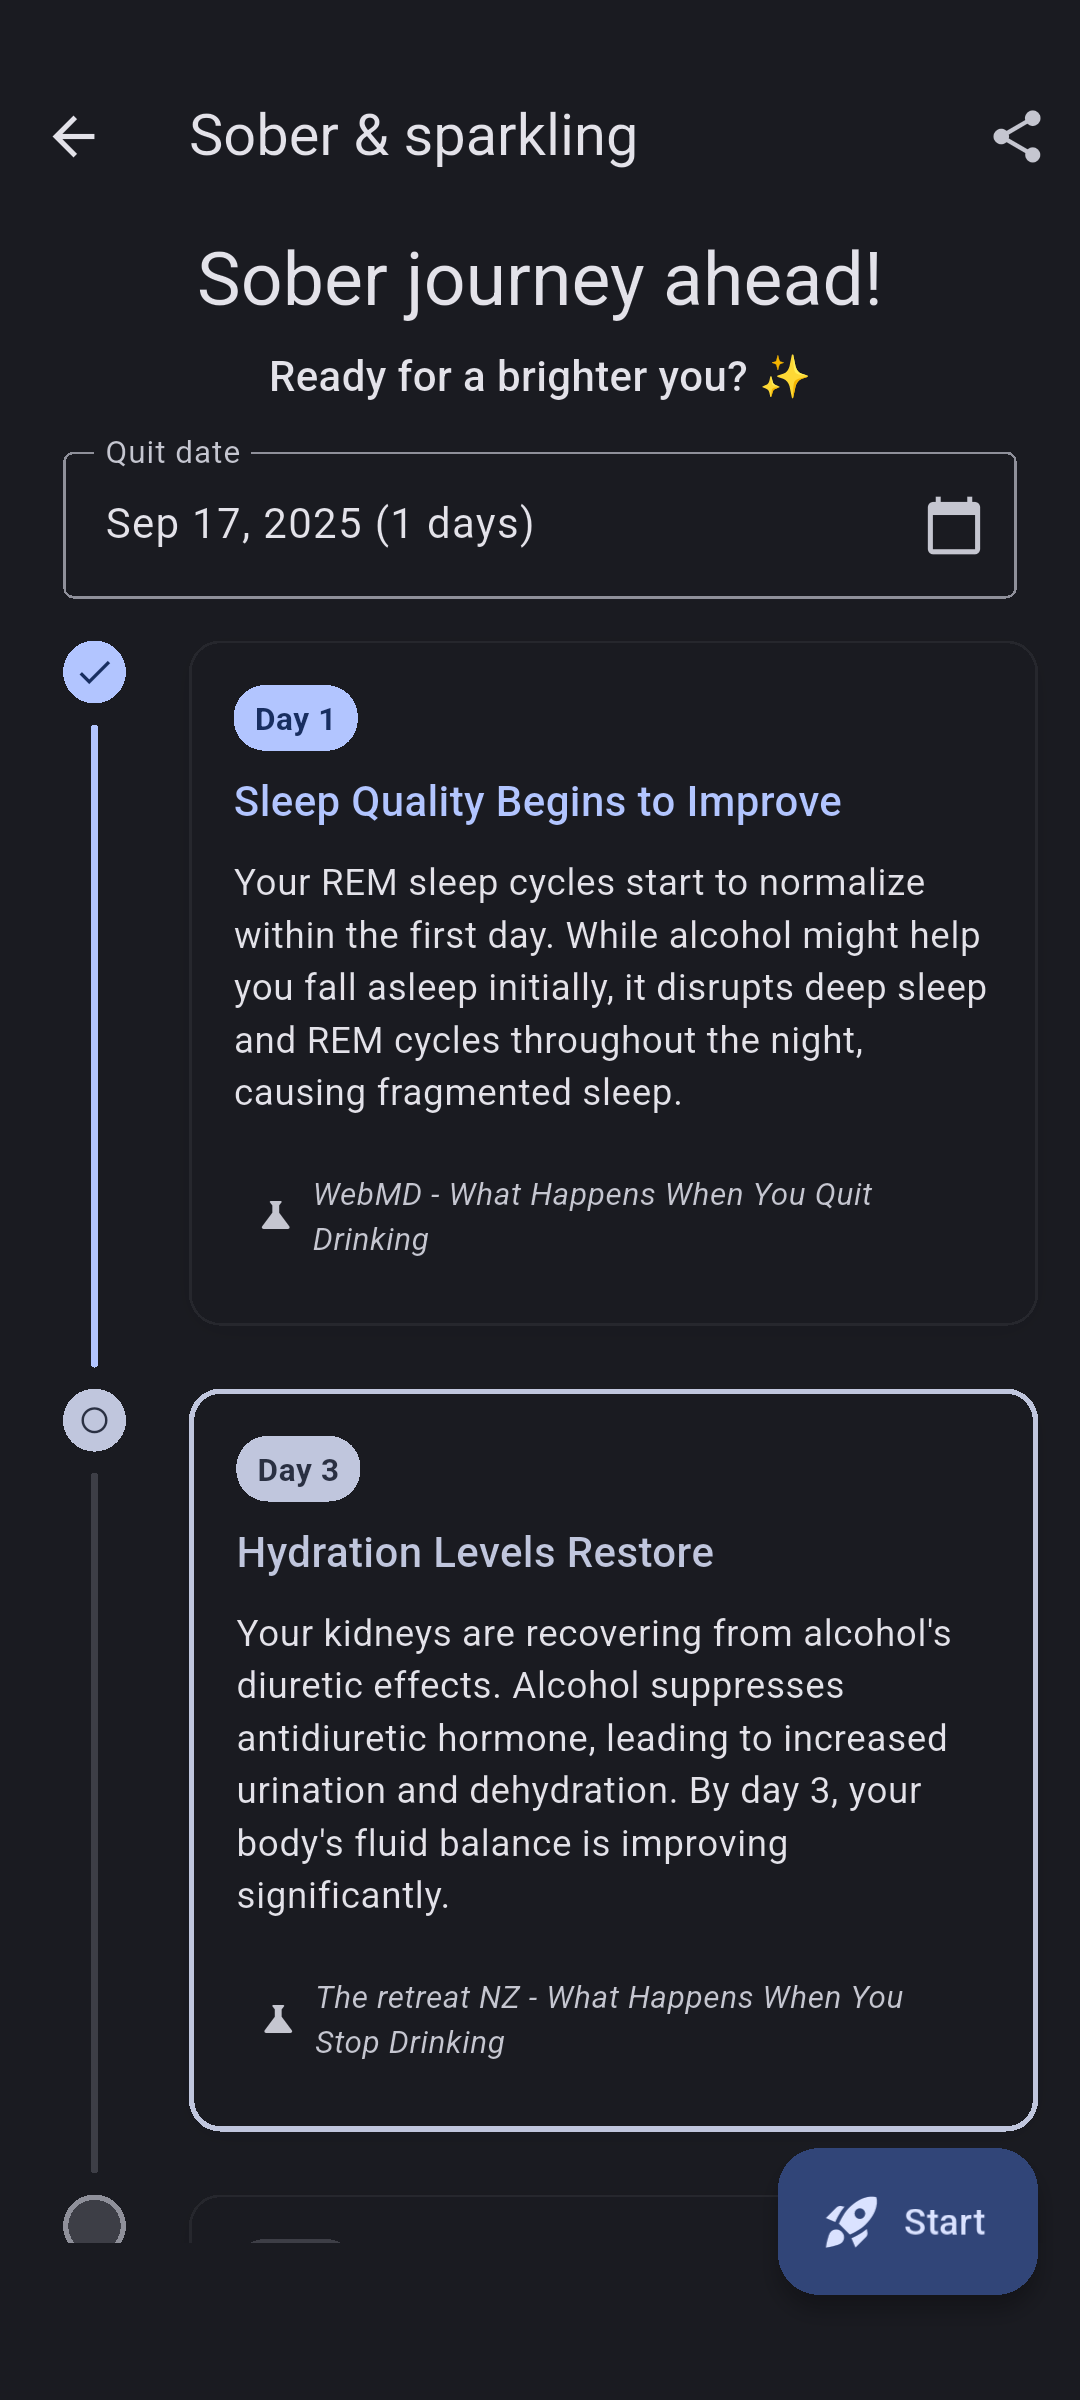 Sober & sparkling
Sober journey ahead!
Ready for a brighter you? ✨
Quit date
Sep 17, 2025 (1 days)
Day 1
Sleep Quality Begins to Improve
Your REM sleep cycles start to normalize
within the first day. While alcohol might help
you fall asleep initially, it disrupts deep sleep
and REM cycles throughout the night,
causing fragmented sleep.
WebMD - What Happens When You Quit
Drinking
Day 3
Hydration Levels Restore
Your kidneys are recovering from alcohol's
diuretic effects. Alcohol suppresses
antidiuretic hormone, leading to increased
urination and dehydration. By day 3, your
body's fluid balance is improving
significantly.
The retreat NZ - What Happens When You
Stop Drinking
Start